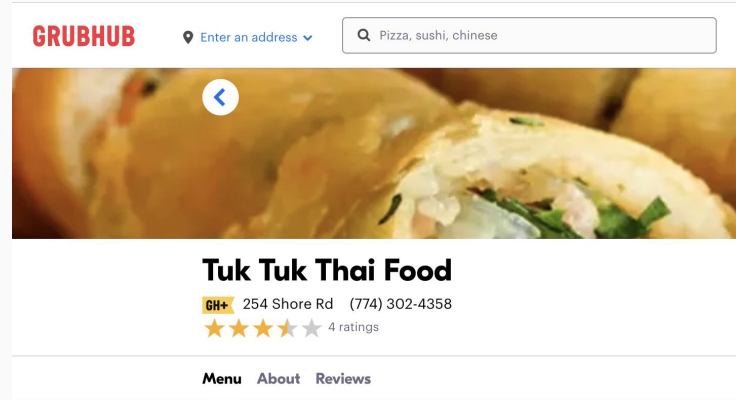 GRUBHUB
Enter an address
Pizza, sushi, chinese
Tuk Tuk Thai Food
GH+ 254 Shore Rd (774) 302-4358
4 ratings
Menu About Reviews